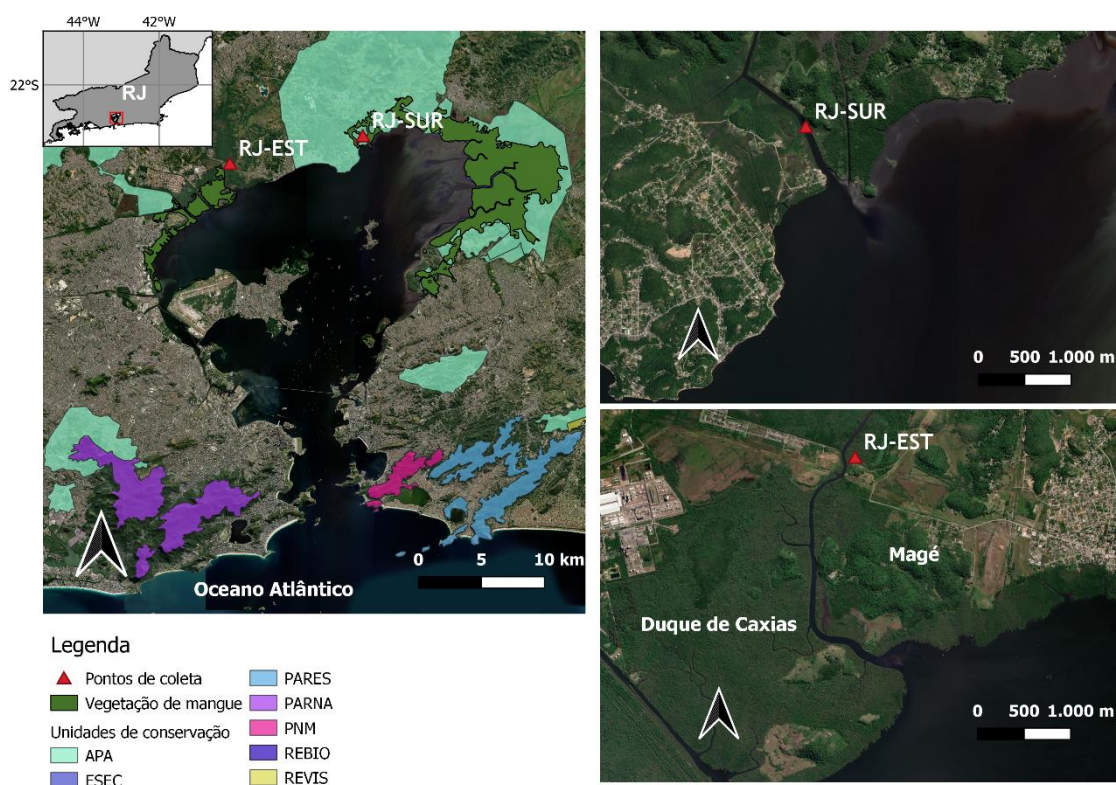 44°W 42°W
22°S
RJ
RJ-EST
RJ-SUR
0 5 10 km
Oceano Atlântico
RJ-SUR
0 500 1.000 m
RJ-EST
Magé
Duque de Caxias
0 500 1.000 m
Legenda
Pontos de coleta
Vegetação de mangue
Unidades de conservação
APA
ESEC
PARES
PARNA
PNM
REBIO
REVIS